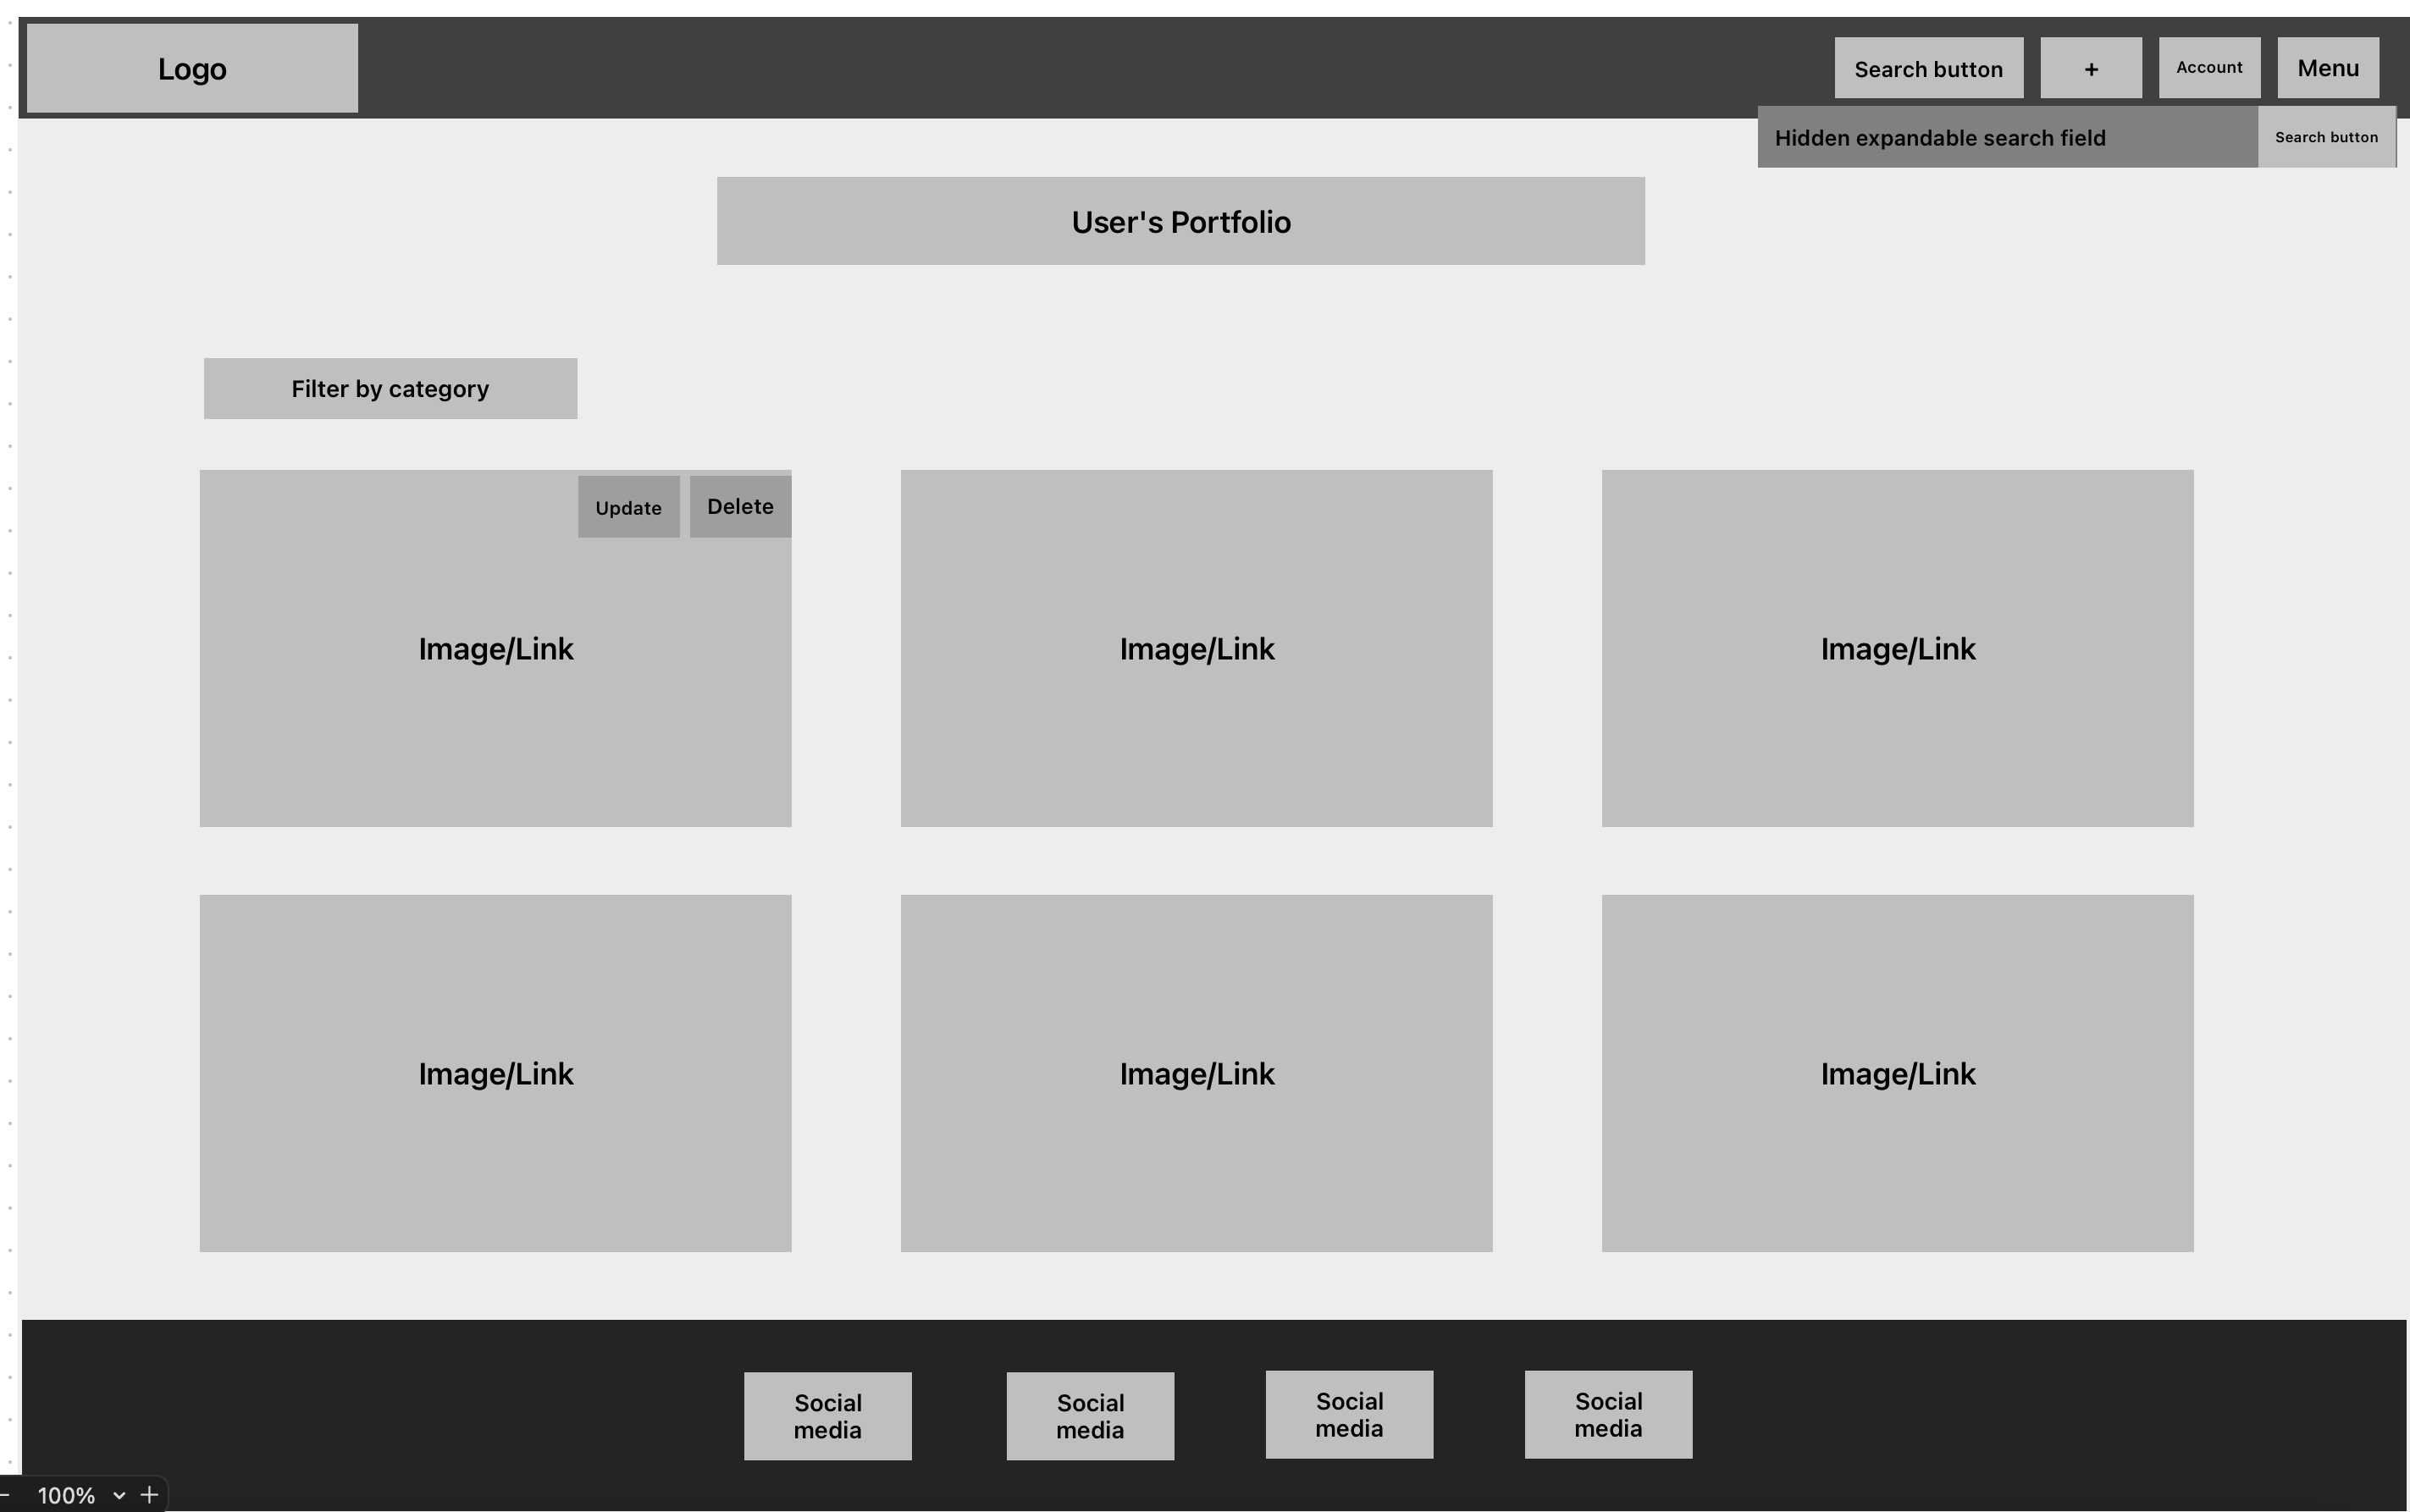 Logo
Search button
+
Account
Menu
Hidden expandable search field
Search button
User's Portfolio
Filter by category
Update
Delete
Image/Link
Image/Link
Image/Link
Image/Link
Image/Link
Image/Link
Social
media
Social
media
Social
media
Social
media
100%